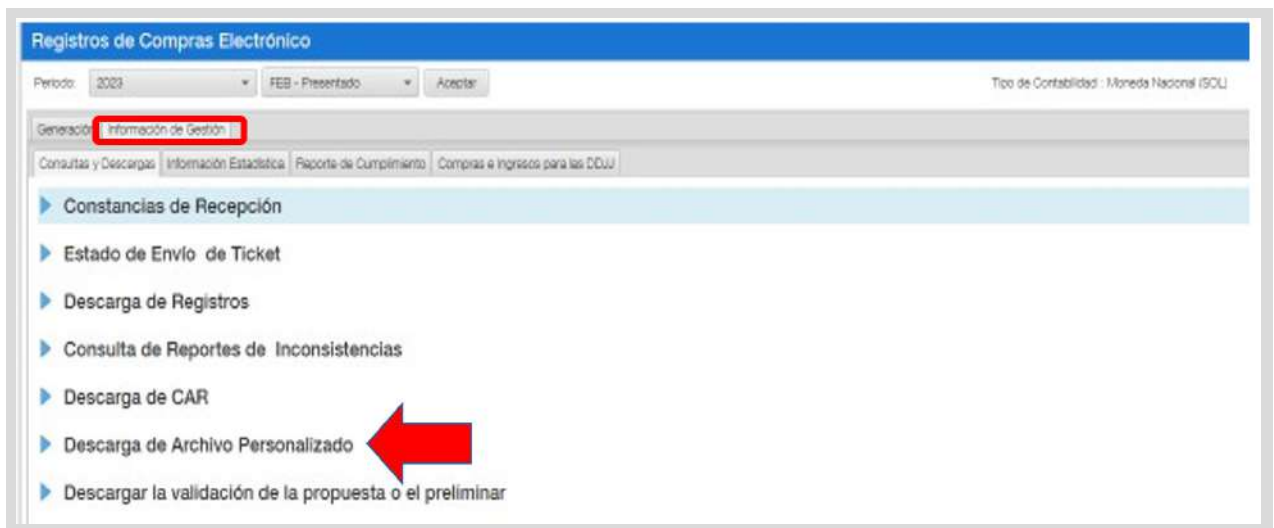 Registros de Compras Electrónico
Periodo: 2023 FEB - Presentado Aceptar Tipo de Contabilidad : Moneda Nacional (SOL)
Generación Información de Gestión
Consultas y Descargas Información Estadística Reporte de Cumplimiento Compras e Ingresos para las DDJJ
Constancias de Recepción
Estado de Envío de Ticket
Descarga de Registros
Consulta de Reportes de Inconsistencias
Descarga de CAR
Descarga de Archivo Personalizado
Descargar la validación de la propuesta o el preliminar